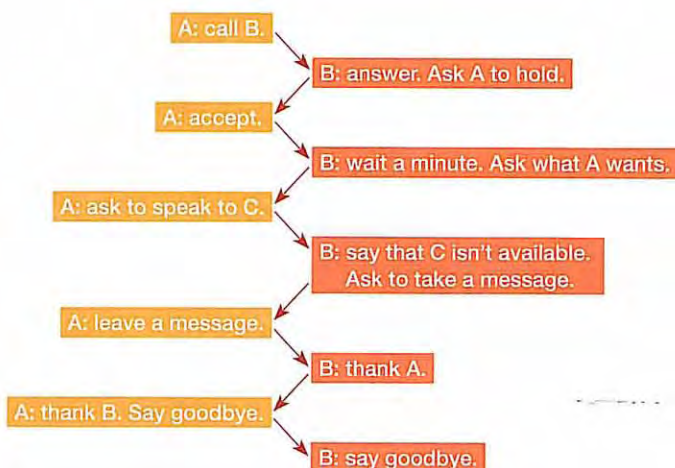 A: call B.
B: answer. Ask A to hold.
A: accept.
B: wait a minute. Ask what A wants.
A: ask to speak to C.
B: say that C isn't available.
Ask to take a message.
A: leave a message.
B: thank A.
A: thank B. Say goodbye.
B: say goodbye.